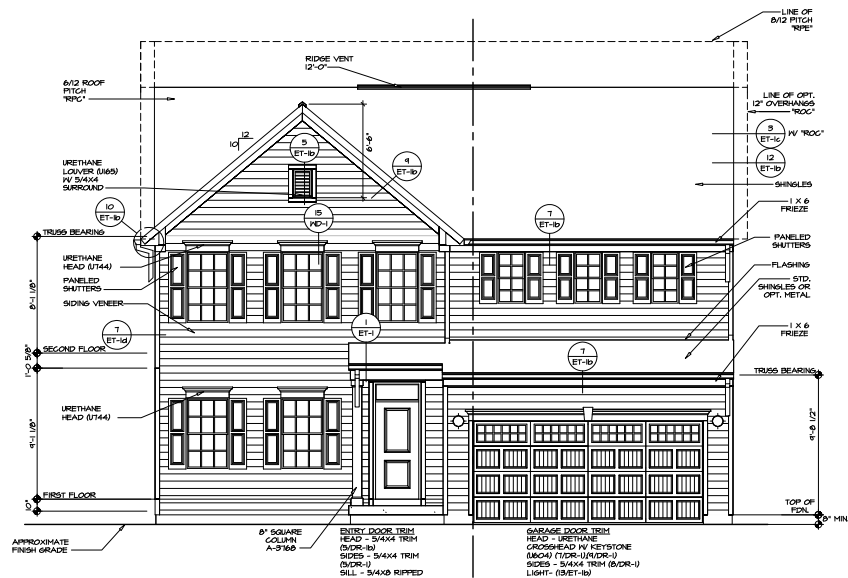 LINE OF
8/12 PITCH
"RPE"
RIDGE VENT
12'-0"
6/12 ROOF
PITCH
"RPC"
LINE OF OPT.
12" OVERHANGS
"ROC"
12
10
6'-6"
3
ET-1c
W/ "ROC"
5
ET-1b
9
ET-1b
12
ET-1b
URETHANE
LOUVER (U165)
W/ 5/4X4
SURROUND
SHINGLES
10
ET-1b
15
WD-1
7
ET-1b
1 X 6
FRIEZE
TRUSS BEARING
PANELED
SHUTTERS
URETHANE
HEAD (U744)
PANELED
SHUTTERS
FLASHING
STD.
SHINGLES OR
OPT. METAL
8'-1 1/8"
SIDING VENEER
7
ET-1d
1
ET-1
1 X 6
FRIEZE
SECOND FLOOR
7
ET-1b
1'-0 5/8"
TRUSS BEARING
URETHANE
HEAD (U744)
9'-1 1/8"
9'-8 1/2"
FIRST FLOOR
10"
TOP OF
FDN.
8" MIN.
APPROXIMATE
FINISH GRADE
8" SQUARE
COLUMN
A-3768
ENTRY DOOR TRIM
HEAD - 5/4X4 TRIM
(5/DR-1b)
SIDES - 5/4X4 TRIM
(5/DR-1)
SILL - 5/4X8 RIPPED
GARAGE DOOR TRIM
HEAD - URETHANE
CROSSHEAD W/ KEYSTONE
(U604) (7/DR-1)(9/DR-1)
SIDES - 5/4X4 TRIM (8/DR-1)
LIGHT- (13/ET-1b)